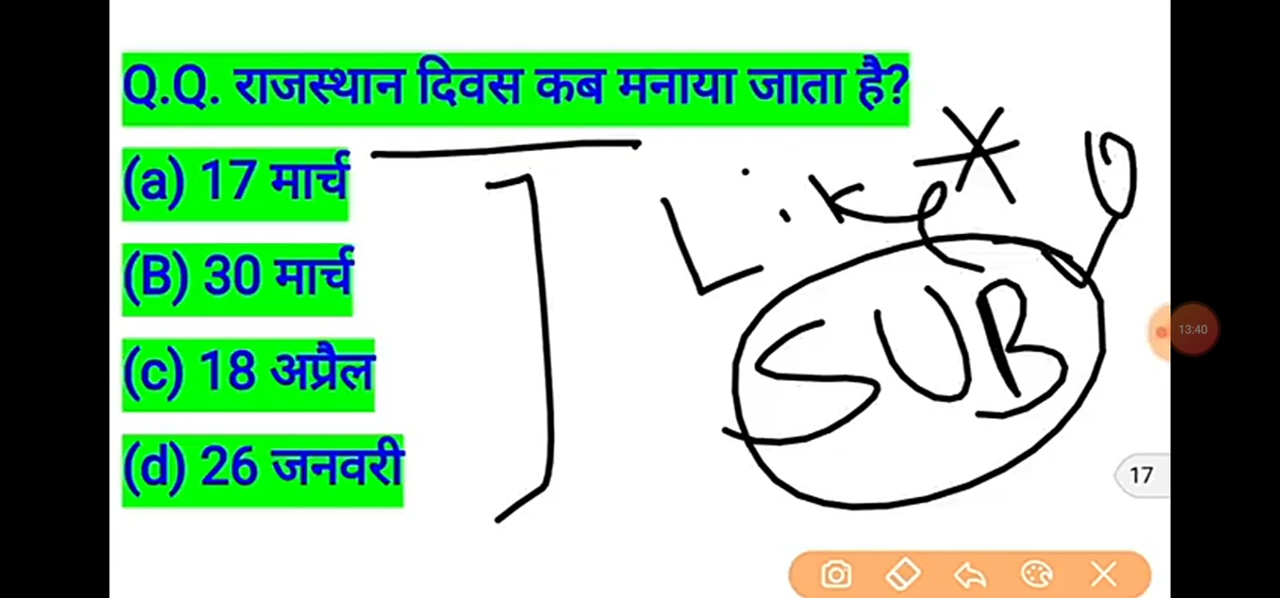 Q.Q. राजस्थान दिवस कब मनाया जाता है?
(a) 17 मार्च
Like
(B) 30 मार्च
SUB
13:40
(c) 18 अप्रैल
(d) 26 जनवरी
17